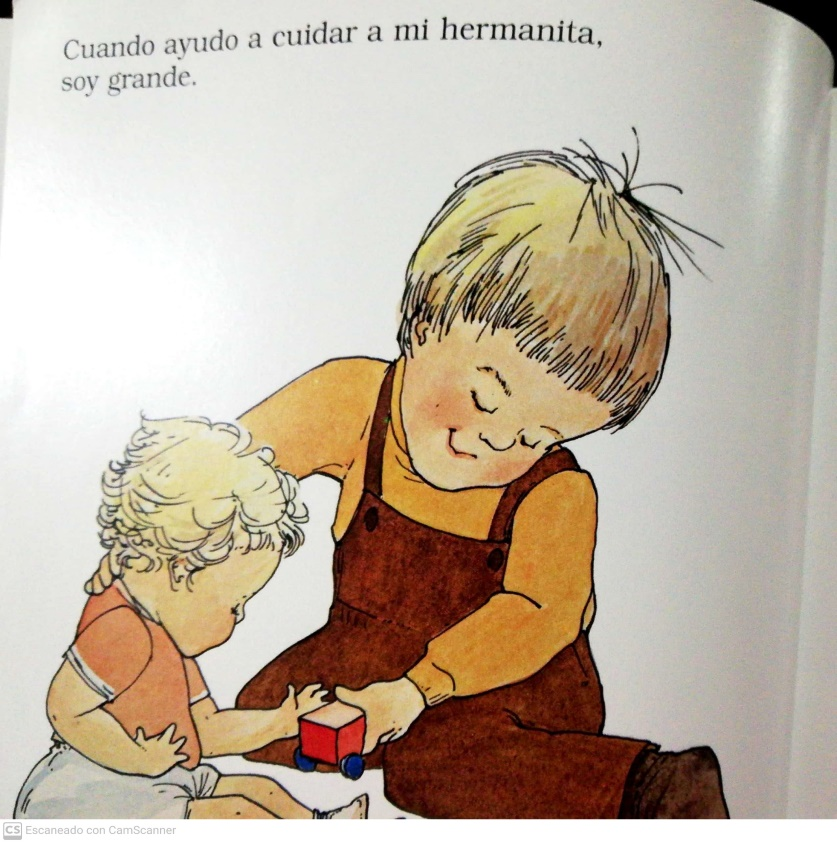 Cuando ayudo a cuidar a mi hermanita,
soy grande.
CS Escaneado con CamScanner